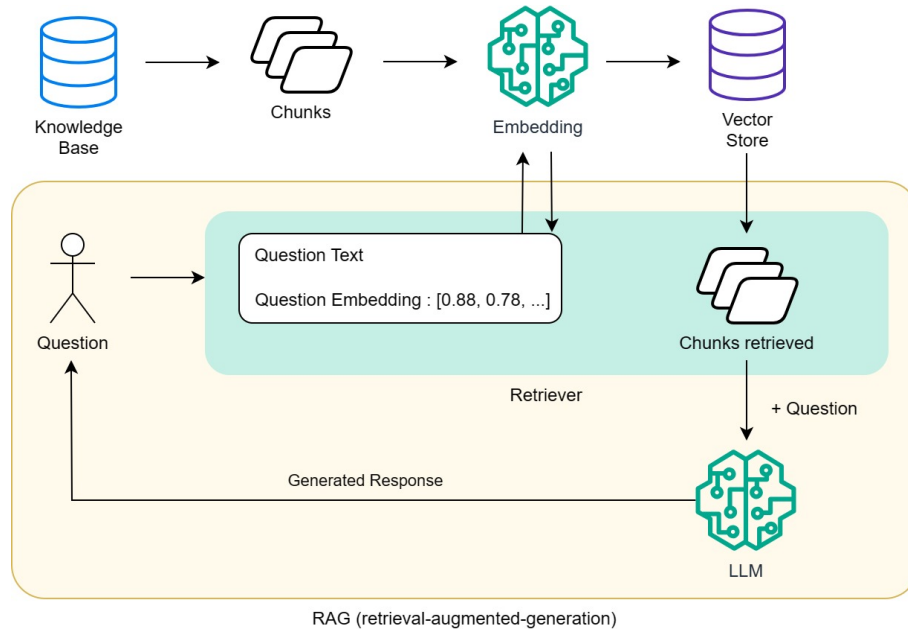 Knowledge
Base
Chunks
Embedding
Vector
Store
Question Text
Question Embedding : [0.88, 0.78, ...]
Question
Chunks retrieved
Retriever
+ Question
Generated Response
LLM
RAG (retrieval-augmented-generation)